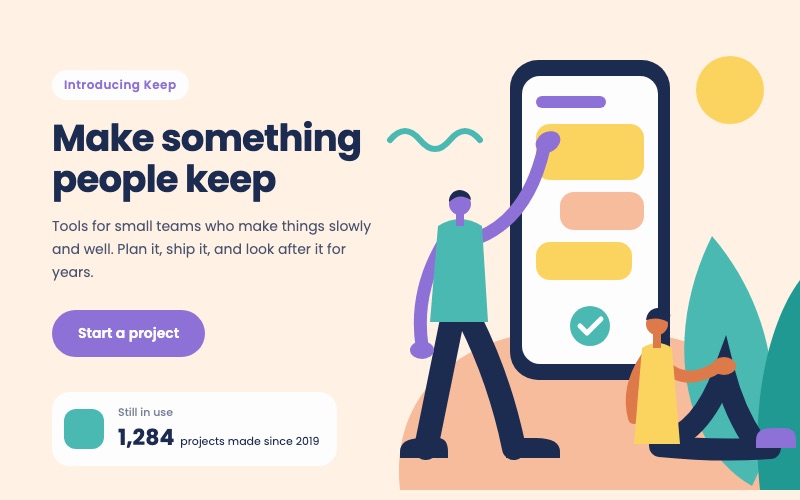 Introducing Keep
Make something
people keep
Tools for small teams who make things slowly
and well. Plan it, ship it, and look after it for
years.
Start a project
Still in use
1,284 projects made since 2019